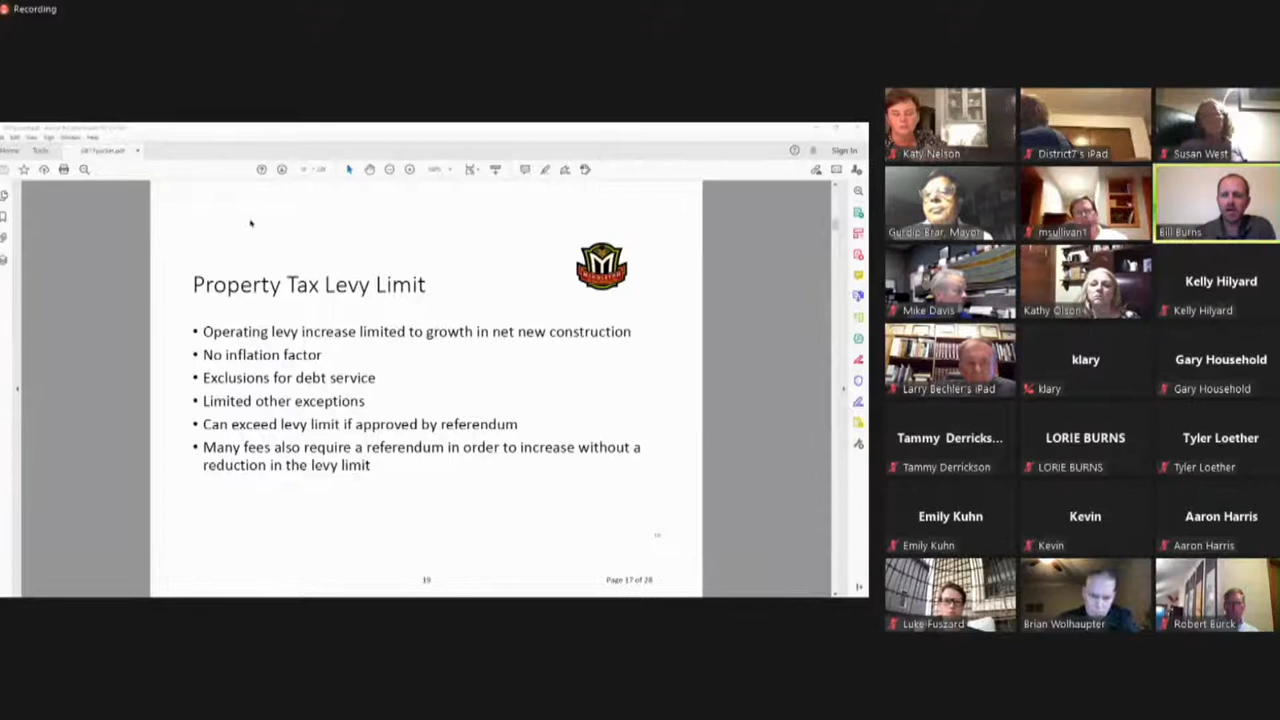 Recording
Tools
Sign In
Property Tax Levy Limit
• Operating levy increase limited to growth in net new construction
• No inflation factor
• Exclusions for debt service
• Limited other exceptions
• Can exceed levy limit if approved by referendum
• Many fees also require a referendum in order to increase without a
reduction in the levy limit
19
Page 17 of 28
Katy Nelson
District7's iPad
Susan West
Gurdip Brar, Mayor
msullivan1
Bill Burns
Mike Davis
Kathy Olson
Kelly Hilyard
Kelly Hilyard
Larry Bechler's iPad
klary
klary
Gary Household
Gary Household
Tammy Derricks...
Tammy Derrickson
LORIE BURNS
LORIE BURNS
Tyler Loether
Tyler Loether
Emily Kuhn
Emily Kuhn
Kevin
Kevin
Aaron Harris
Aaron Harris
Luke Fuszard
Brian Wolhaupter
Robert Burck